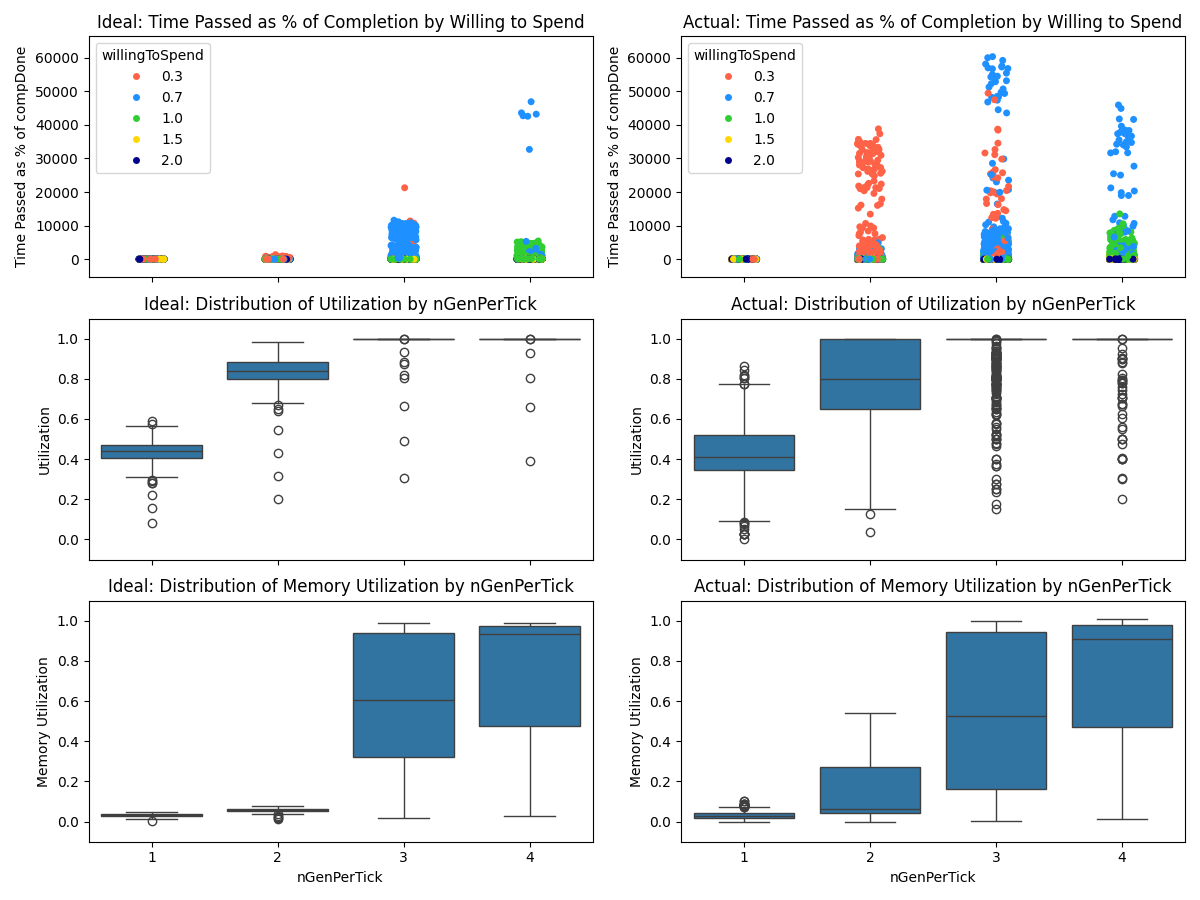 Ideal: Time Passed as % of Completion by Willing to Spend
Time Passed as % of compDone
60000
50000
40000
30000
20000
10000
0
willingToSpend
0.3
0.7
1.0
1.5
2.0
Actual: Time Passed as % of Completion by Willing to Spend
Time Passed as % of compDone
60000
50000
40000
30000
20000
10000
0
willingToSpend
0.3
0.7
1.0
1.5
2.0
Ideal: Distribution of Utilization by nGenPerTick
Utilization
1.0
0.8
0.6
0.4
0.2
0.0
Actual: Distribution of Utilization by nGenPerTick
Utilization
1.0
0.8
0.6
0.4
0.2
0.0
Ideal: Distribution of Memory Utilization by nGenPerTick
Memory Utilization
1.0
0.8
0.6
0.4
0.2
0.0
1 2 3 4
nGenPerTick
Actual: Distribution of Memory Utilization by nGenPerTick
Memory Utilization
1.0
0.8
0.6
0.4
0.2
0.0
1 2 3 4
nGenPerTick